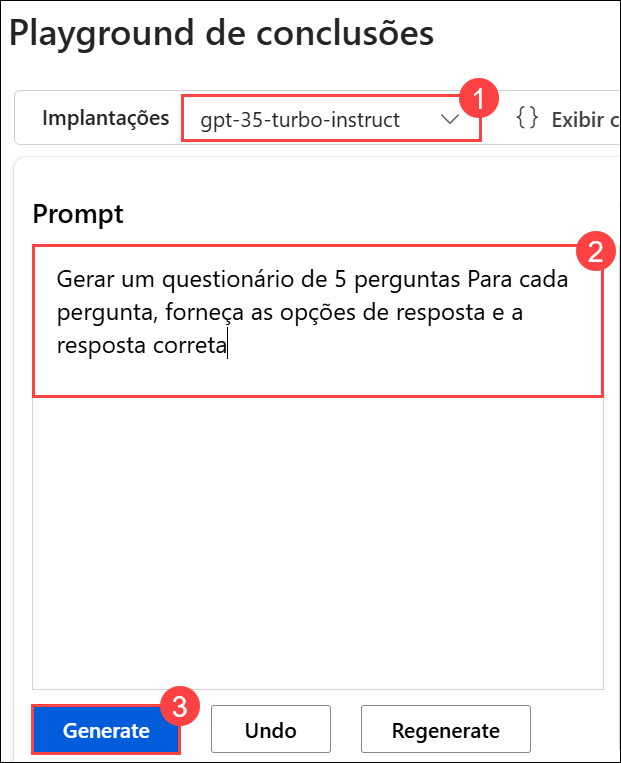 Playground de conclusões
1
Implantações gpt-35-turbo-instruct {} Exibir c
Prompt
2
Gerar um questionário de 5 perguntas Para cada
pergunta, forneça as opções de resposta e a
resposta correta
3
Generate Undo Regenerate